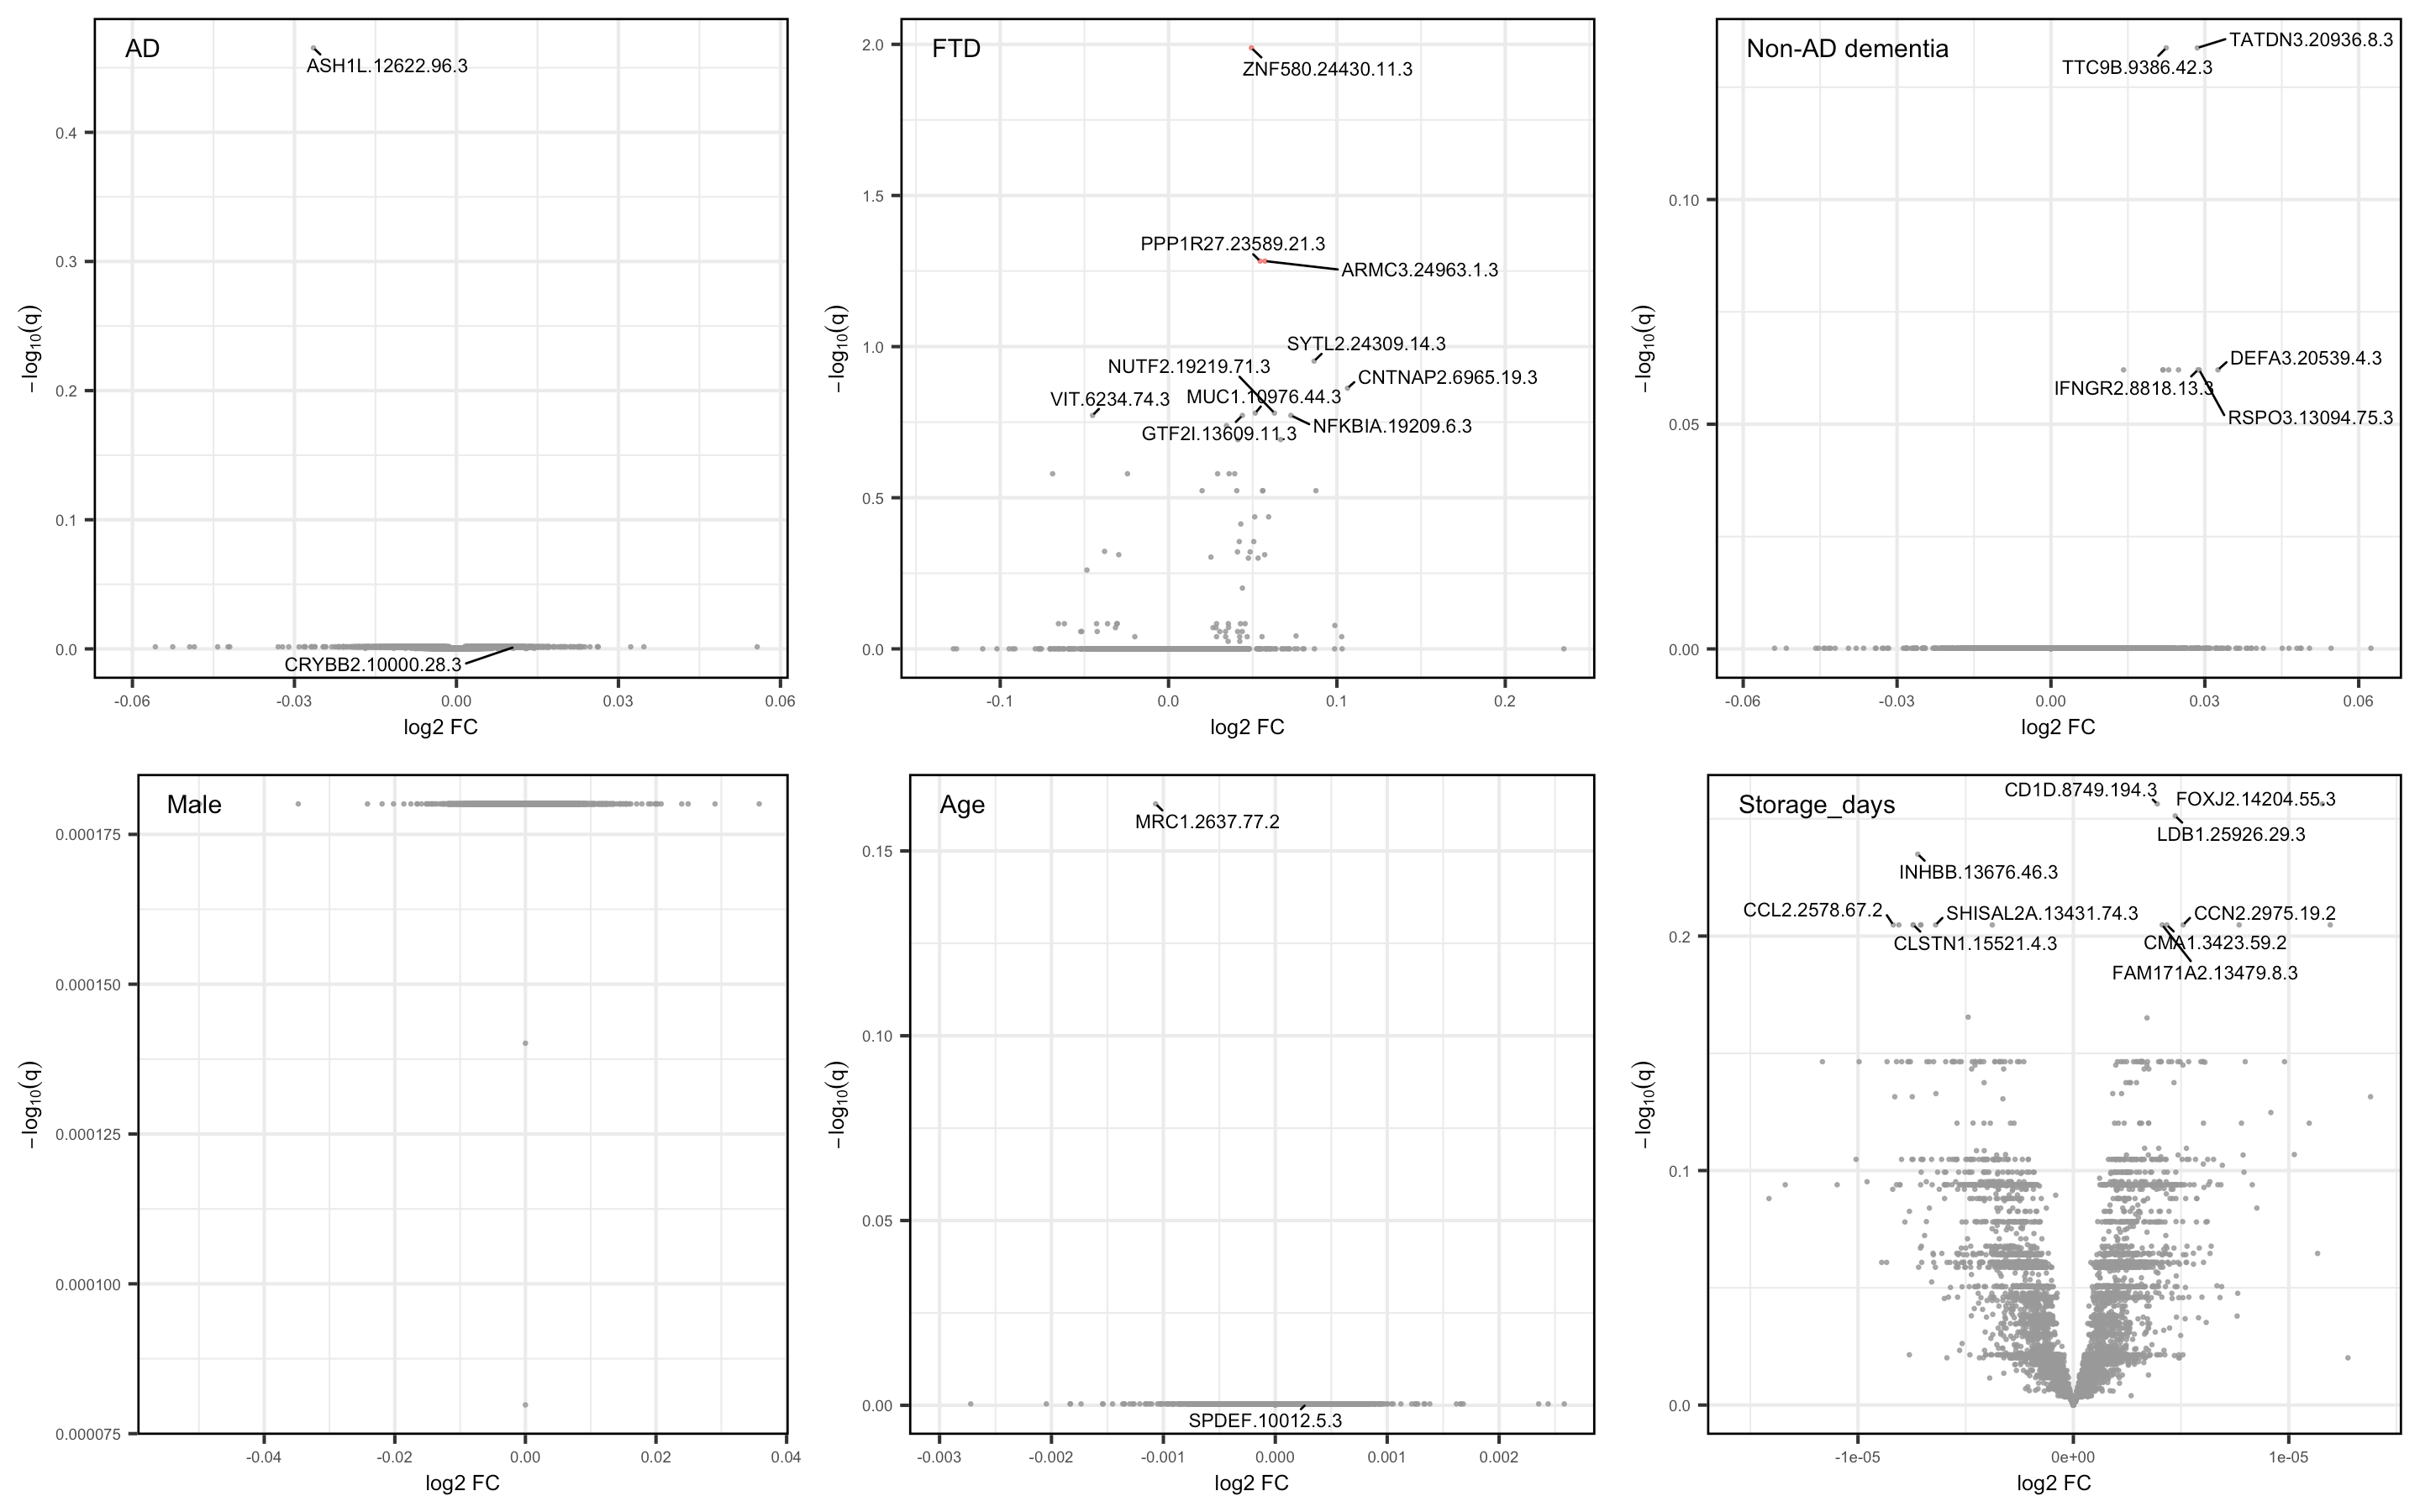 AD
ASH1L.12622.96.3
CRYBB2.10000.28.3
0.4
0.3
0.2
0.1
0.0
−log10(q)
-0.06
-0.03
0.00
0.03
0.06
log2 FC
FTD
ZNF580.24430.11.3
PPP1R27.23589.21.3
ARMC3.24963.1.3
SYTL2.24309.14.3
NUTF2.19219.71.3
CNTNAP2.6965.19.3
VIT.6234.74.3
MUC1.10976.44.3
GTF2I.13609.11.3
NFKBIA.19209.6.3
2.0
1.5
1.0
0.5
0.0
−log10(q)
-0.1
0.0
0.1
0.2
log2 FC
Non-AD dementia
TATDN3.20936.8.3
TTC9B.9386.42.3
DEFA3.20539.4.3
IFNGR2.8818.13.3
RSPO3.13094.75.3
0.10
0.05
0.00
−log10(q)
-0.06
-0.03
0.00
0.03
0.06
log2 FC
Male
0.000175
0.000150
0.000125
0.000100
0.000075
−log10(q)
-0.04
-0.02
0.00
0.02
0.04
log2 FC
Age
MRC1.2637.77.2
SPDEF.10012.5.3
0.15
0.10
0.05
0.00
−log10(q)
-0.003
-0.002
-0.001
0.000
0.001
0.002
log2 FC
Storage_days
CD1D.8749.194.3
FOXJ2.14204.55.3
LDB1.25926.29.3
INHBB.13676.46.3
CCL2.2578.67.2
SHISAL2A.13431.74.3
CCN2.2975.19.2
CLSTN1.15521.4.3
CMA1.3423.59.2
FAM171A2.13479.8.3
0.2
0.1
0.0
−log10(q)
-1e-05
0e+00
1e-05
log2 FC